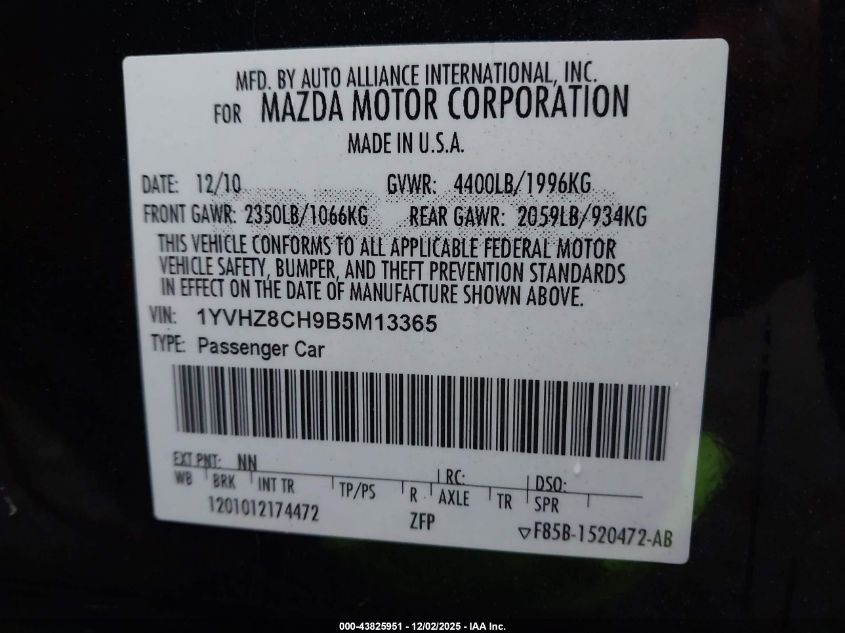 MFD. BY AUTO ALLIANCE INTERNATIONAL, INC.
FOR MAZDA MOTOR CORPORATION
MADE IN U.S.A.
DATE: 12/10 GVWR: 4400LB/1996KG
FRONT GAWR: 2350LB/1066KG REAR GAWR: 2059LB/934KG
THIS VEHICLE CONFORMS TO ALL APPLICABLE FEDERAL MOTOR
VEHICLE SAFETY, BUMPER, AND THEFT PREVENTION STANDARDS
IN EFFECT ON THE DATE OF MANUFACTURE SHOWN ABOVE.
VIN: 1YVHZ8CH9B5M13365
TYPE: Passenger Car
EXT PNT: NN RC: DSO:
WB BRK INT TR TP/PS R AXLE TR SPR
1201012174472 ZFP ▽F85B-1520472-AB
000-43825951 - 12/02/2025 - IAA Inc.